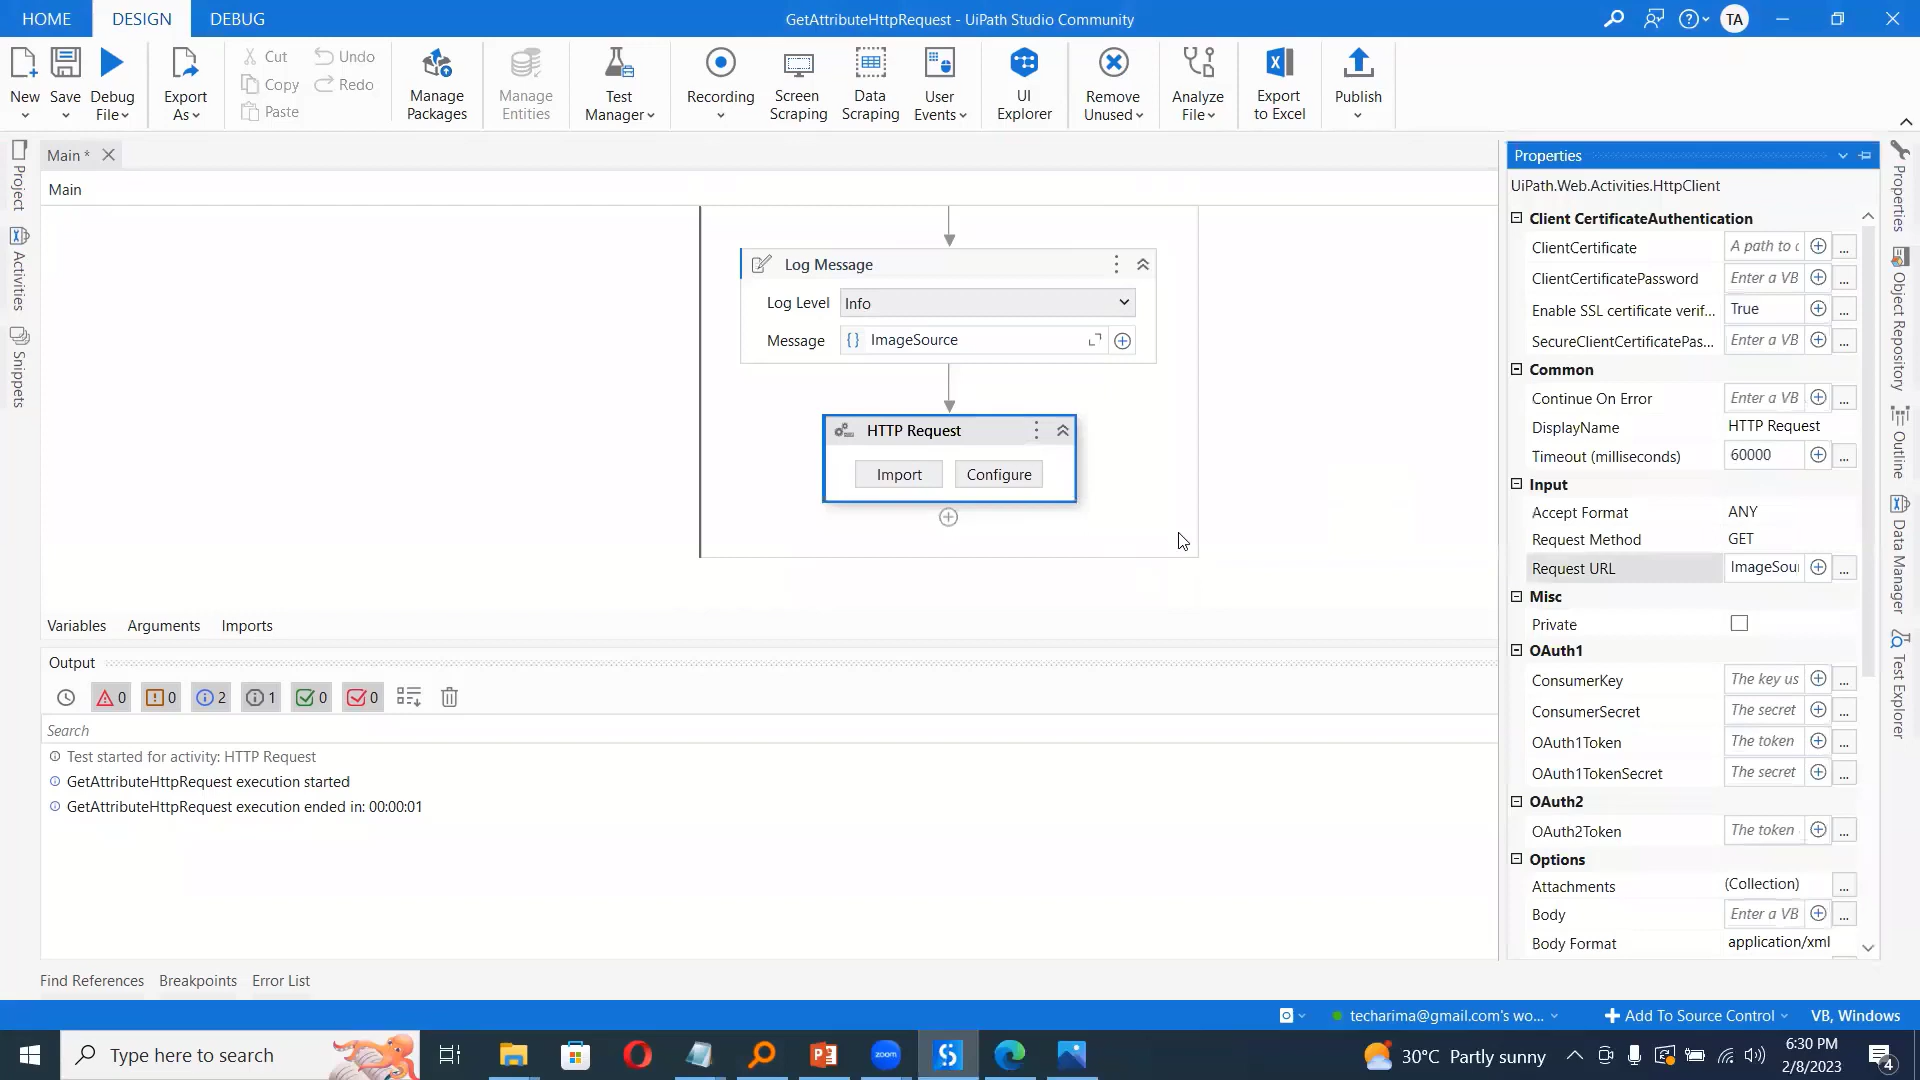 HOME DESIGN DEBUG
GetAttributeHttpRequest - UiPath Studio Community
TA
New
Save
Debug
File
Export
As
Cut
Copy
Paste
Undo
Redo
Manage
Packages
Manage
Entities
Test
Manager
Recording
Screen
Scraping
Data
Scraping
User
Events
UI
Explorer
Remove
Unused
Analyze
File
Export
to Excel
Publish
Project
Activities
Snippets
Main *
Main
Log Message
Log Level Info
Message ImageSource
HTTP Request
Import Configure
Variables Arguments Imports
Output
0 0 2 1 0 0
Search
Test started for activity: HTTP Request
GetAttributeHttpRequest execution started
GetAttributeHttpRequest execution ended in: 00:00:01
Find References Breakpoints Error List
Properties
UiPath.Web.Activities.HttpClient
Client CertificateAuthentication
ClientCertificate A path to c ...
ClientCertificatePassword Enter a VB ...
Enable SSL certificate verif... True ...
SecureClientCertificatePas... Enter a VB ...
Common
Continue On Error Enter a VB ...
DisplayName HTTP Request
Timeout (milliseconds) 60000 ...
Input
Accept Format ANY
Request Method GET
Request URL ImageSour ...
Misc
Private
OAuth1
ConsumerKey The key us ...
ConsumerSecret The secret ...
OAuth1Token The token ...
OAuth1TokenSecret The secret ...
OAuth2
OAuth2Token The token ...
Options
Attachments (Collection) ...
Body Enter a VB ...
Body Format application/xml
Properties
Object Repository
Outline
Data Manager
Test Explorer
techarima@gmail.com's wo... Add To Source Control VB, Windows
Type here to search
zoom
30°C Partly sunny
6:30 PM
2/8/2023
4